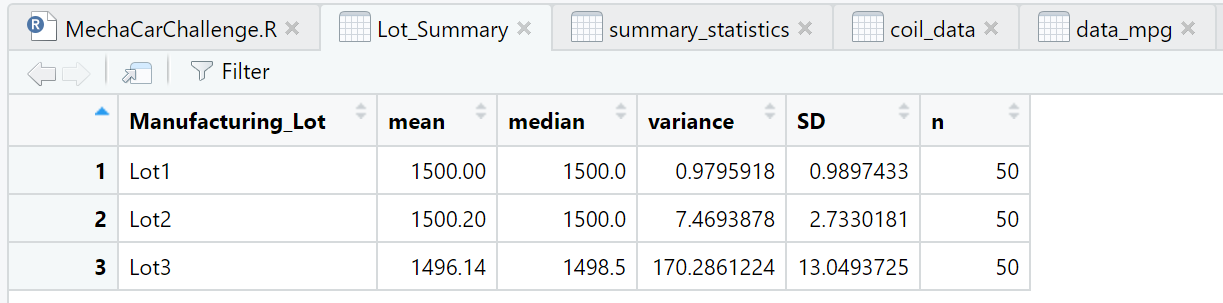 MechaCarChallenge.R Lot_Summary summary_statistics coil_data data_mpg
Filter
Manufacturing_Lot mean median variance SD n
1 Lot1 1500.00 1500.0 0.9795918 0.9897433 50
2 Lot2 1500.20 1500.0 7.4693878 2.7330181 50
3 Lot3 1496.14 1498.5 170.2861224 13.0493725 50